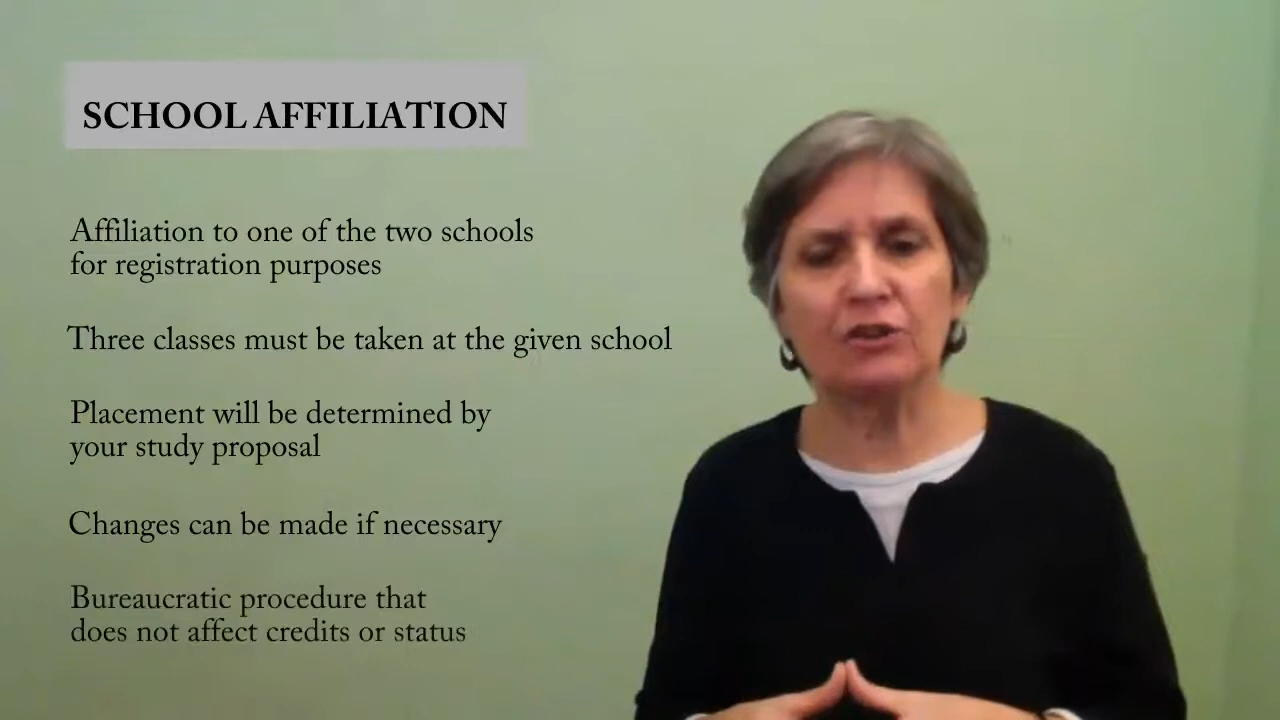 SCHOOL AFFILIATION
Affiliation to one of the two schools
for registration purposes
Three classes must be taken at the given school
Placement will be determined by
your study proposal
Changes can be made if necessary
Bureaucratic procedure that
does not affect credits or status